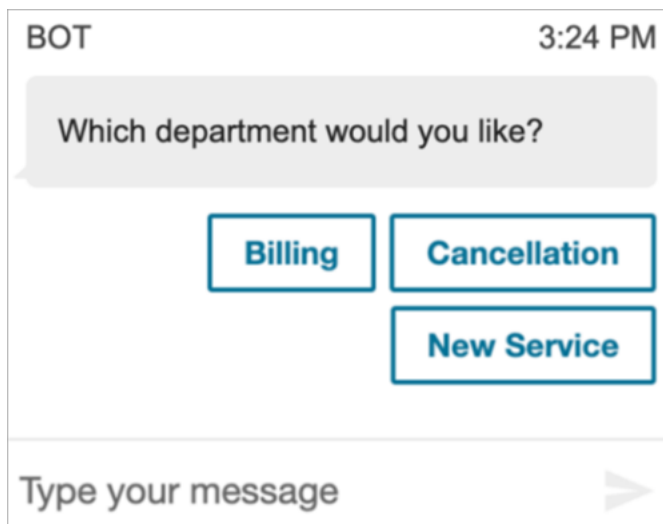 BOT 3:24 PM
Which department would you like?
Billing Cancellation
New Service
Type your message